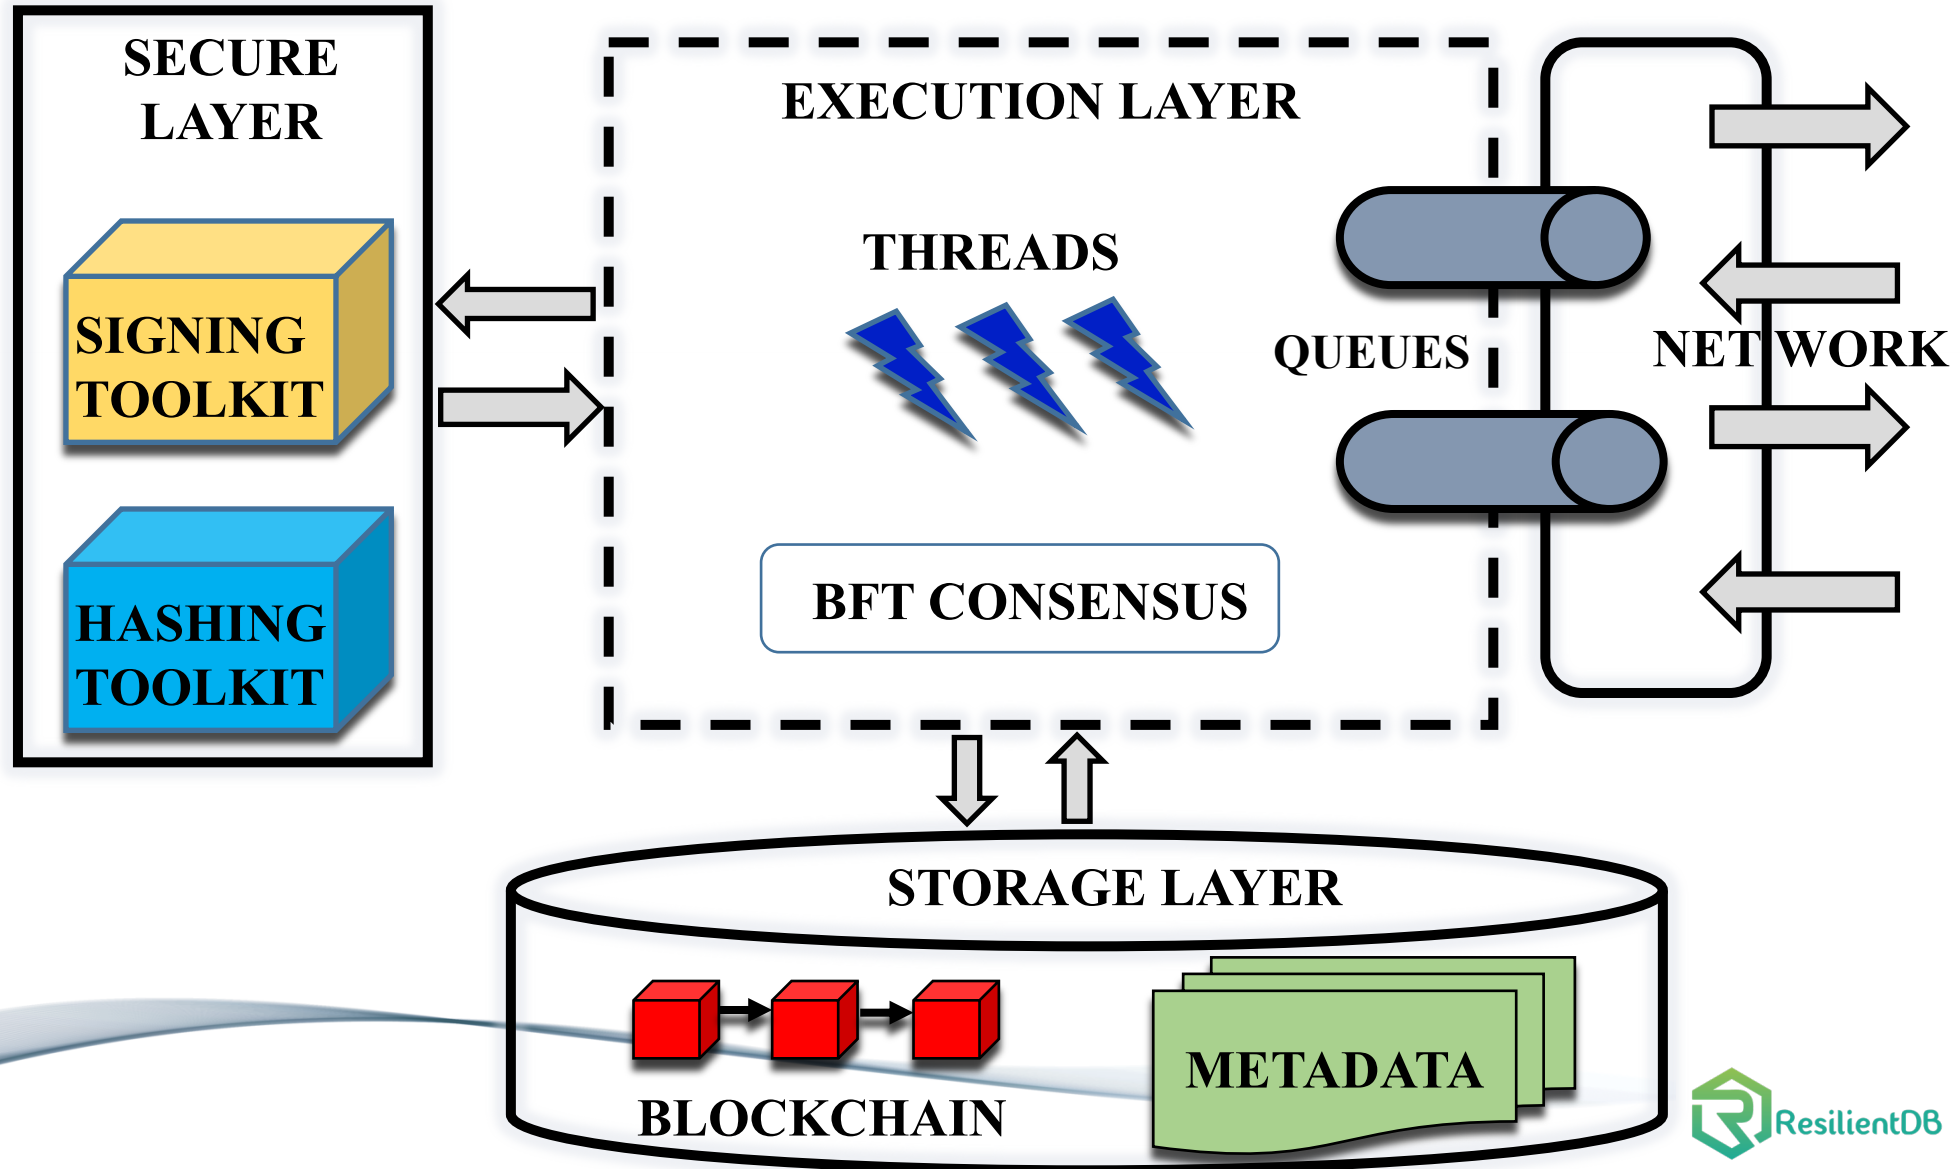 SECURE
LAYER
SIGNING
TOOLKIT
HASHING
TOOLKIT
EXECUTION LAYER
THREADS
QUEUES
NETWORK
BFT CONSENSUS
STORAGE LAYER
BLOCKCHAIN
METADATA
ResilientDB